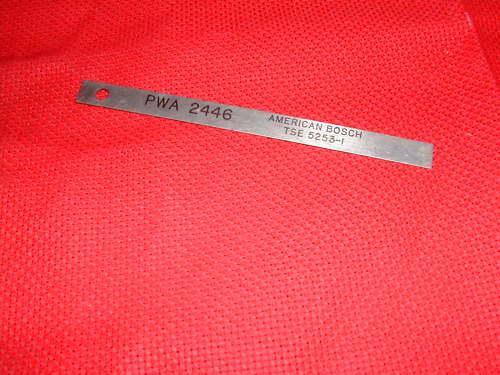 PWA 2446
AMERICAN BOSCH
TSE 5253-1